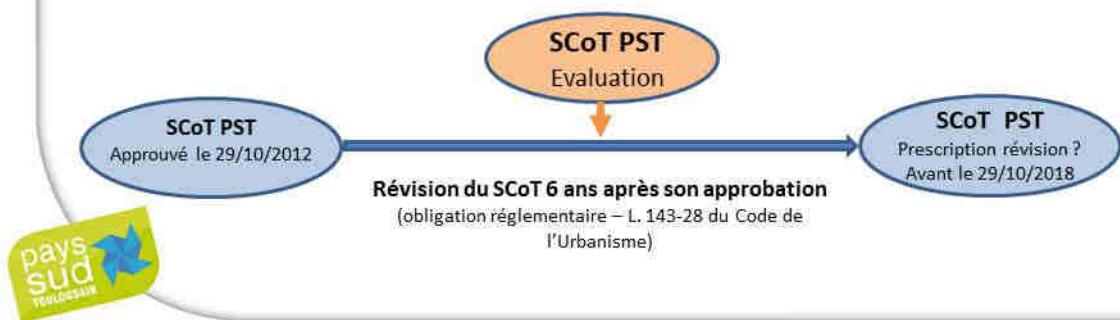 SCoT PST
Evaluation
SCoT PST
Approuvé le 29/10/2012
SCoT PST
Prescription révision ?
Avant le 29/10/2018
Révision du SCoT 6 ans après son approbation
(obligation réglementaire – L. 143-28 du Code de
l'Urbanisme)
pays
sud
TOULOUSAIN